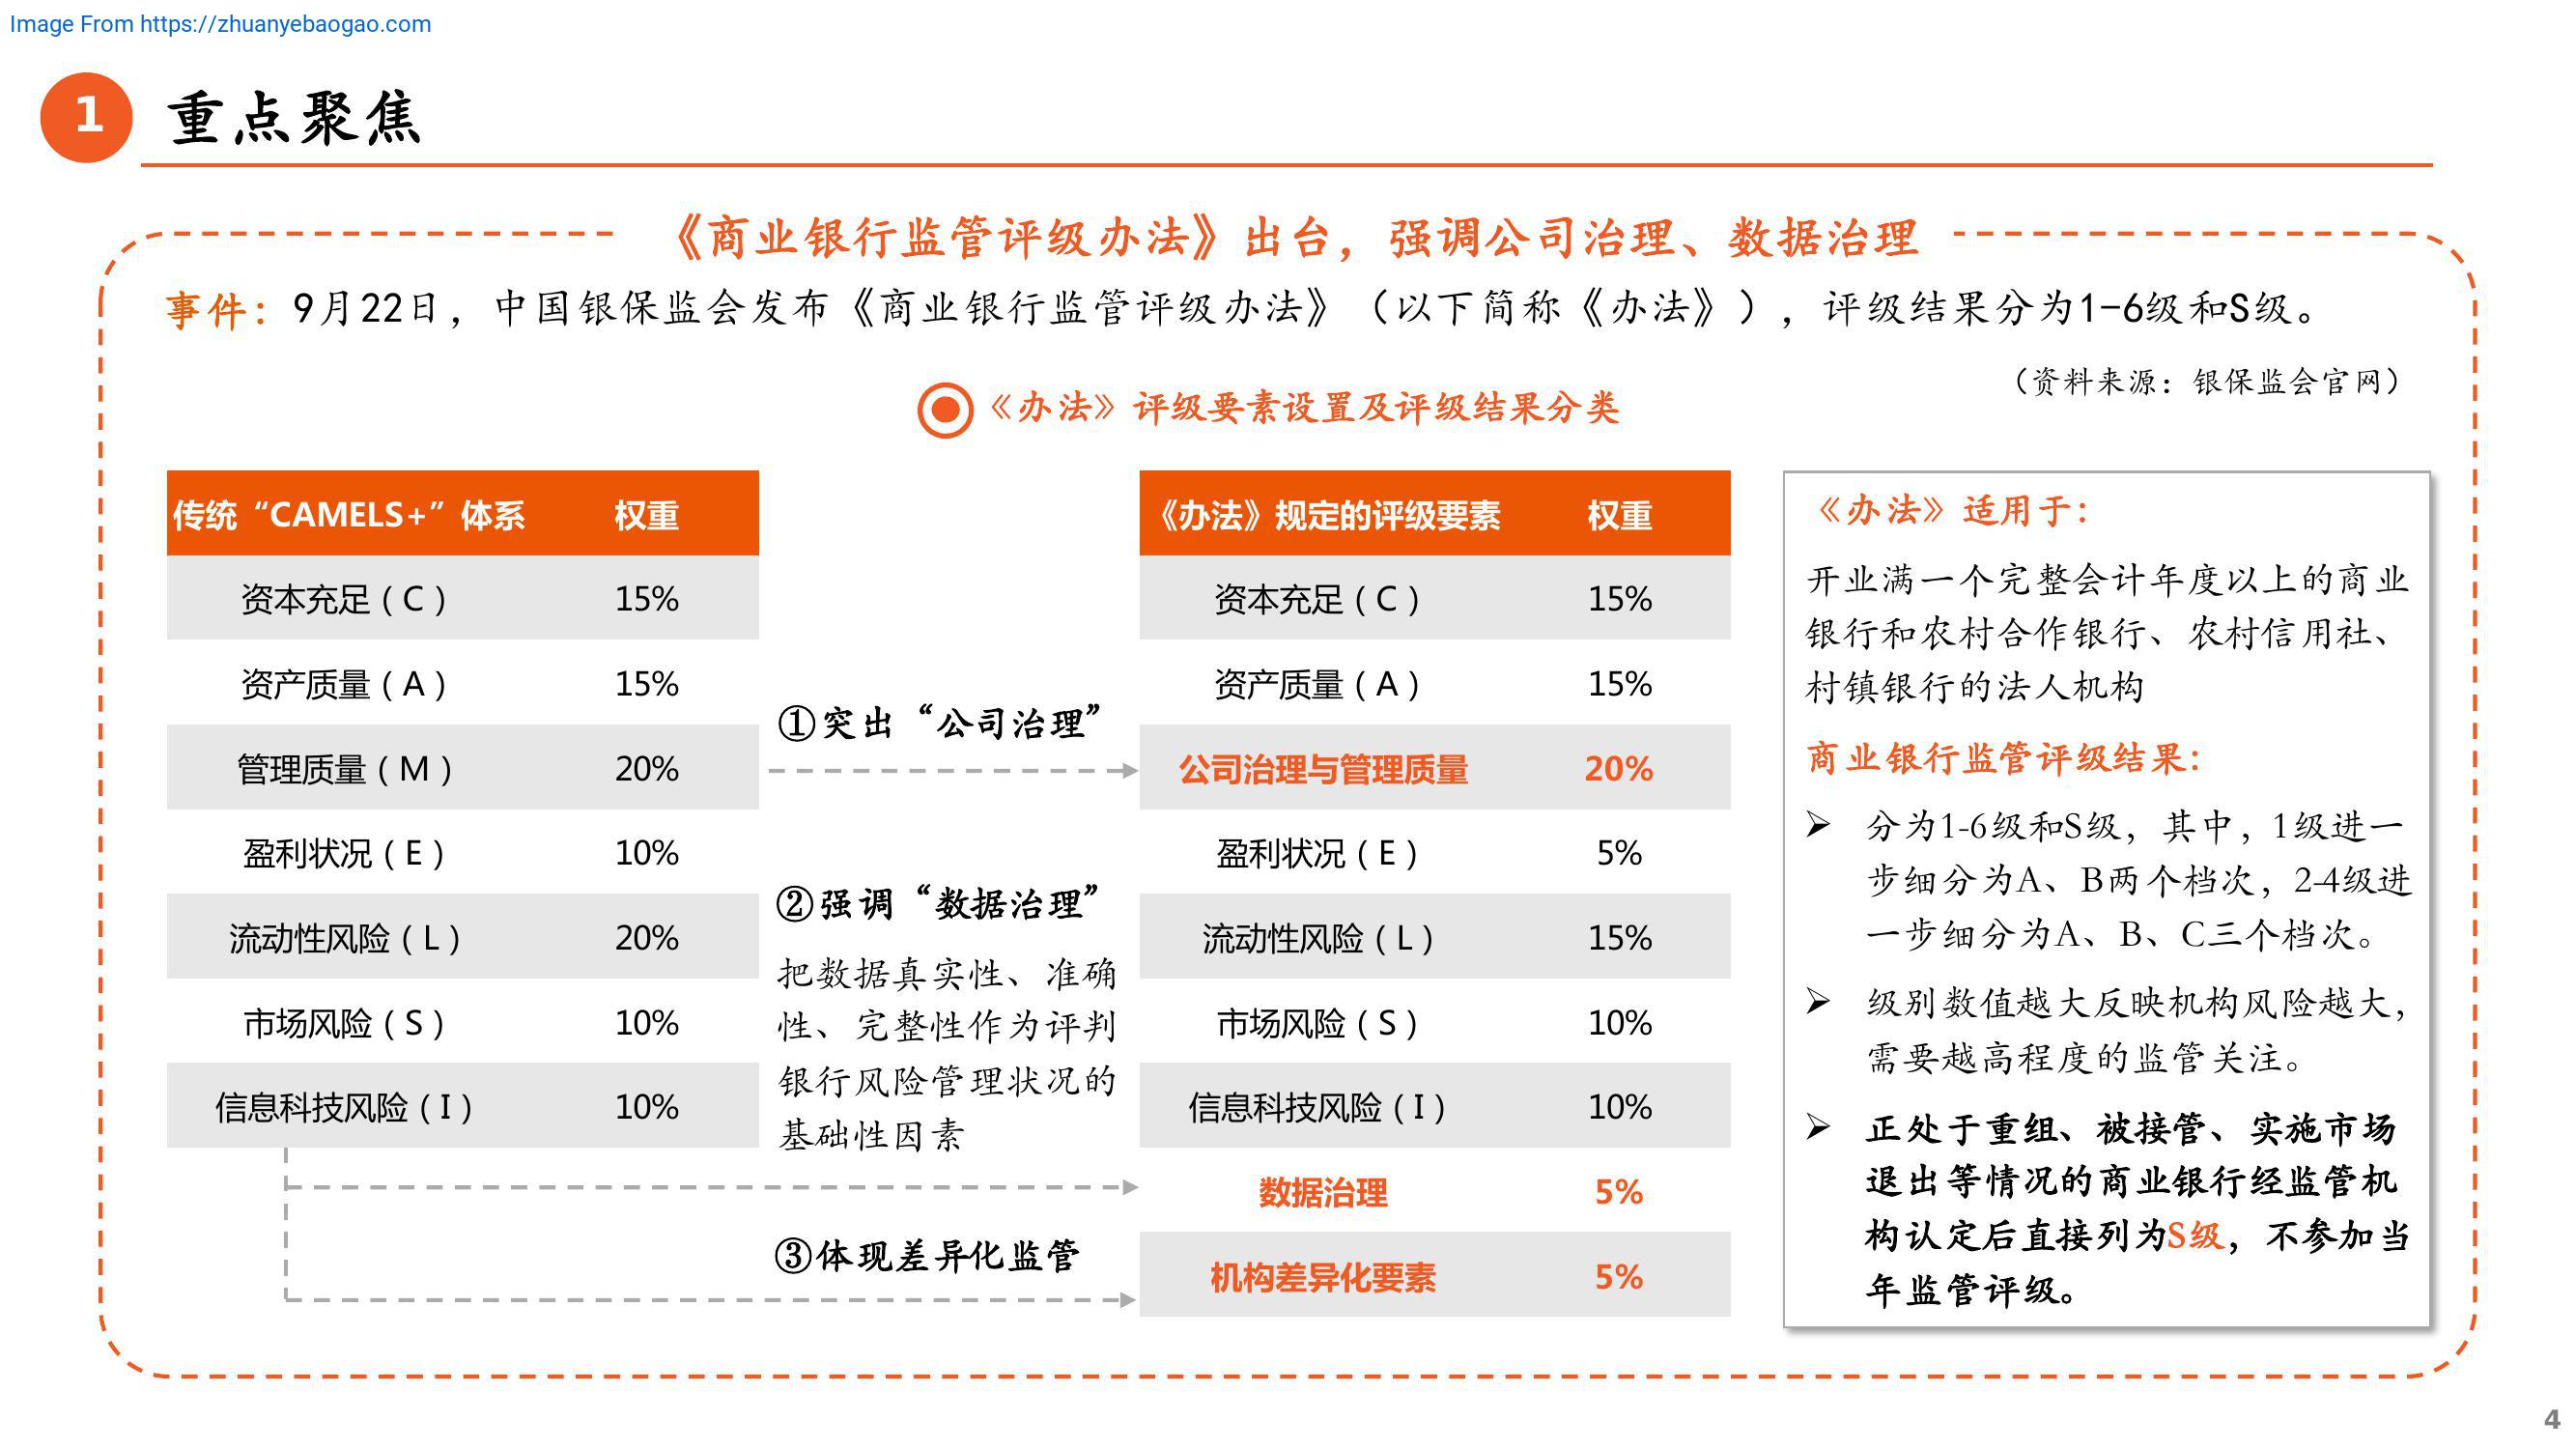 Image From https://zhuanyebaogao.com
1
重点聚焦
《商业银行监管评级办法》出台，强调公司治理、数据治理
事件：9月22日，中国银保监会发布《商业银行监管评级办法》（以下简称《办法》），评级结果分为1-6级和S级。
（资料来源：银保监会官网）
《办法》评级要素设置及评级结果分类
传统“CAMELS+”体系 权重
资本充足（C） 15%
资产质量（A） 15%
管理质量（M） 20%
盈利状况（E） 10%
流动性风险（L） 20%
市场风险（S） 10%
信息科技风险（I） 10%
①突出“公司治理”
②强调“数据治理”
把数据真实性、准确
性、完整性作为评判
银行风险管理状况的
基础性因素
③体现差异化监管
《办法》规定的评级要素 权重
资本充足（C） 15%
资产质量（A） 15%
公司治理与管理质量 20%
盈利状况（E） 5%
流动性风险（L） 15%
市场风险（S） 10%
信息科技风险（I） 10%
数据治理 5%
机构差异化要素 5%
《办法》适用于：
开业满一个完整会计年度以上的商业
银行和农村合作银行、农村信用社、
村镇银行的法人机构
商业银行监管评级结果：
➢ 分为1-6级和S级，其中，1级进一
步细分为A、B两个档次，2-4级进
一步细分为A、B、C三个档次。
➢ 级别数值越大反映机构风险越大，
需要越高程度的监管关注。
➢ 正处于重组、被接管、实施市场
退出等情况的商业银行经监管机
构认定后直接列为S级，不参加当
年监管评级。
4